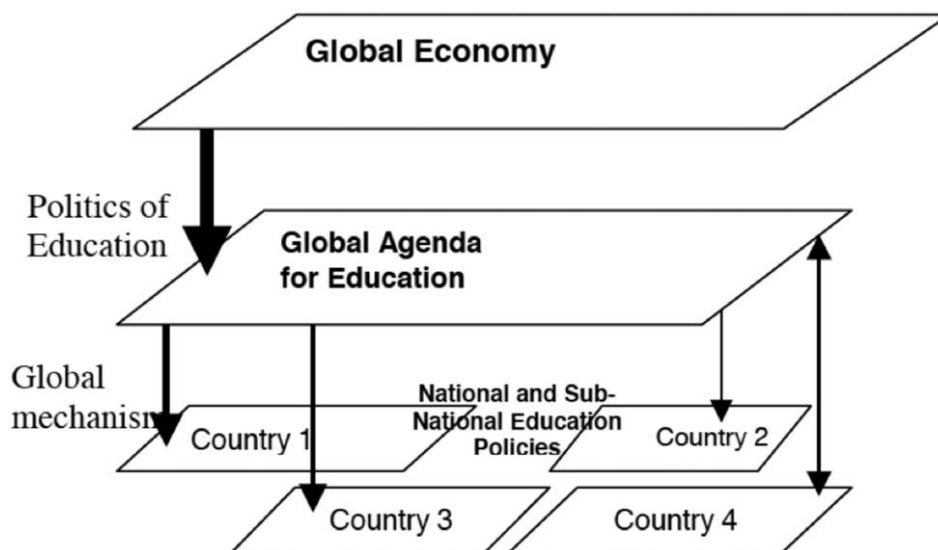 Global Economy
Politics of
Education
Global Agenda
for Education
Global
mechanism
National and Sub-
National Education
Policies
Country 1
Country 2
Country 3
Country 4